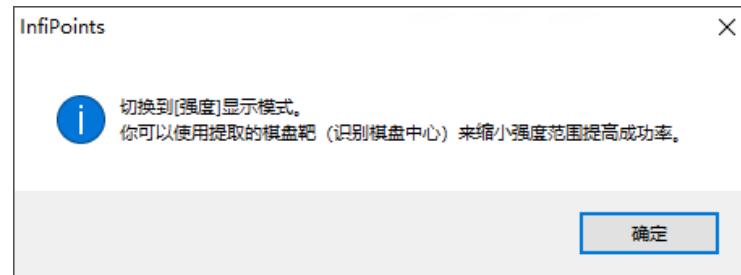 InfiPoints
切换到[强度]显示模式。
你可以使用提取的棋盘靶（识别棋盘中心）来缩小强度范围提高成功率。
确定